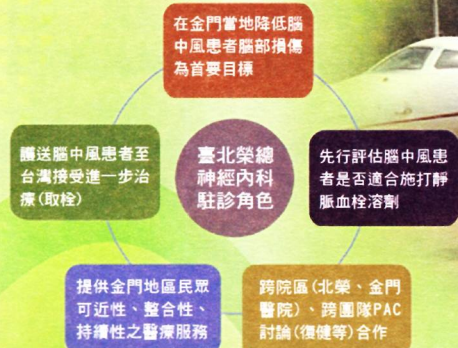 在金門當地降低腦
中風患者腦部損傷
為首要目標
護送腦中風患者至
台灣接受進一步治
療(取栓)
臺北榮總
神經內科
駐診角色
先行評估腦中風患
者是否適合施打靜
脈血栓溶劑
提供金門地區民眾
可近性、整合性、
持續性之醫療服務
跨院區(北榮、金門
醫院)、跨團隊PAC
討論(復健等)合作